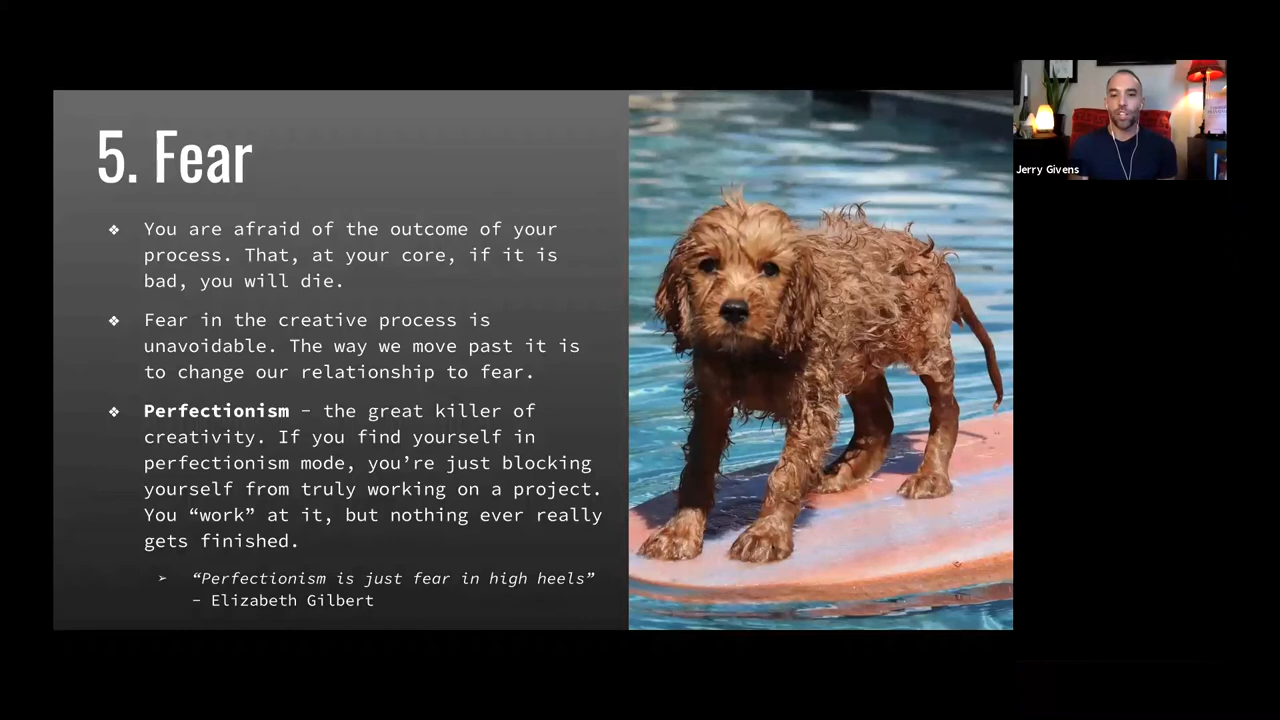 5. Fear
❖ You are afraid of the outcome of your
process. That, at your core, if it is
bad, you will die.
❖ Fear in the creative process is
unavoidable. The way we move past it is
to change our relationship to fear.
❖ Perfectionism – the great killer of
creativity. If you find yourself in
perfectionism mode, you’re just blocking
yourself from truly working on a project.
You “work” at it, but nothing ever really
gets finished.
➢ “Perfectionism is just fear in high heels”
– Elizabeth Gilbert
Jerry Givens